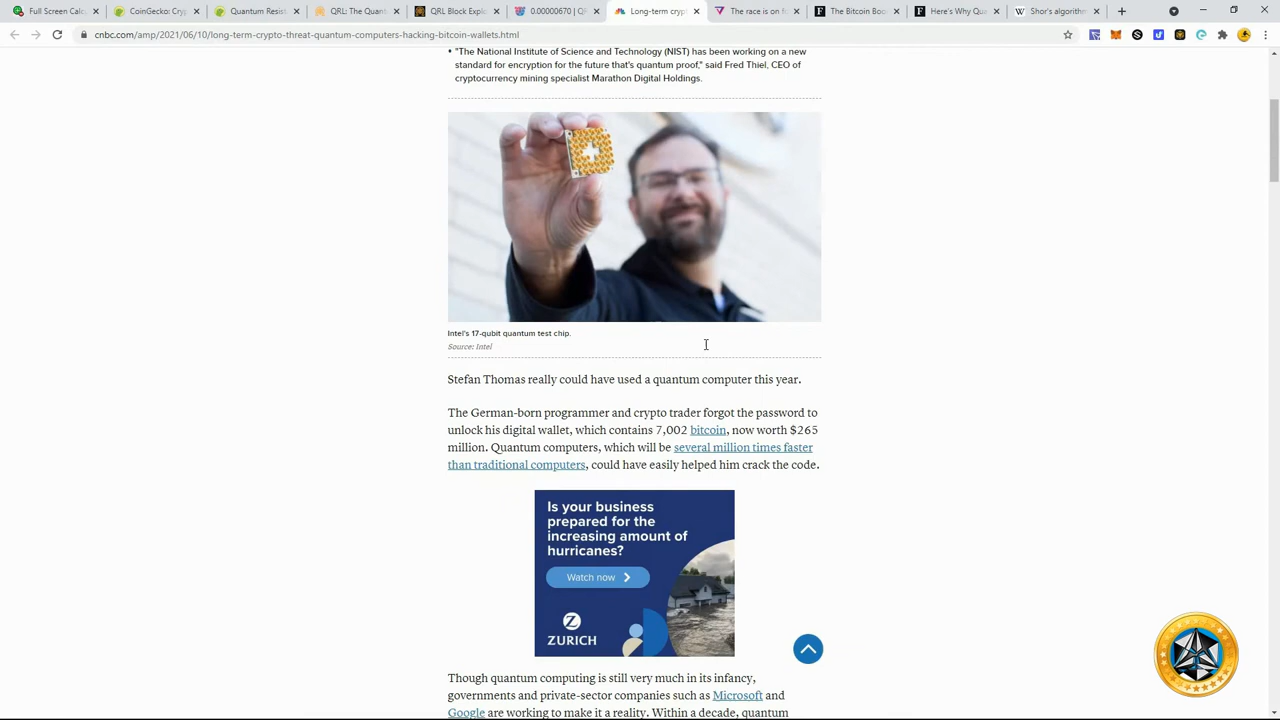 Full Screen Calc
CoinGecko: Cryp
Quantum Resist
QRL: The Quant
QRL Block Explo
0.00000670 | QR
Long-term crypt
The race is on f
The Bitcoin Boo
Here's Why Qua
Shor's algorithm
cnbc.com/amp/2021/06/10/long-term-crypto-threat-quantum-computers-hacking-bitcoin-wallets.html
• "The National Institute of Science and Technology (NIST) has been working on a new
standard for encryption for the future that's quantum proof," said Fred Thiel, CEO of
cryptocurrency mining specialist Marathon Digital Holdings.
Intel's 17-qubit quantum test chip.
Source: Intel
Stefan Thomas really could have used a quantum computer this year.
The German-born programmer and crypto trader forgot the password to
unlock his digital wallet, which contains 7,002 bitcoin, now worth $265
million. Quantum computers, which will be several million times faster
than traditional computers, could have easily helped him crack the code.
Is your business
prepared for the
increasing amount of
hurricanes?
Watch now
ZURICH
Though quantum computing is still very much in its infancy,
governments and private-sector companies such as Microsoft and
Google are working to make it a reality. Within a decade, quantum